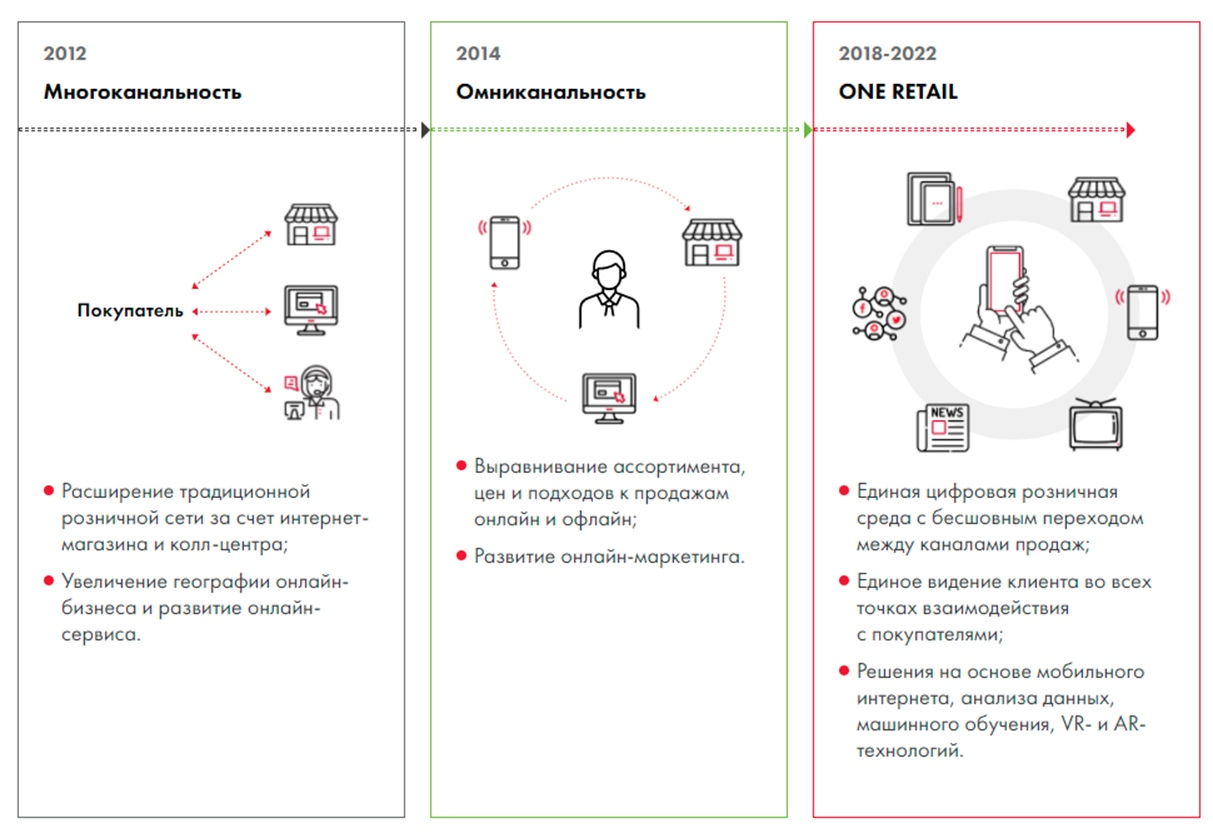 2012
Многоканальность
Покупатель
Расширение традиционной
розничной сети за счет интернет-
магазина и колл-центра;
Увеличение географии онлайн-
бизнеса и развитие онлайн-
сервиса.
2014
Омниканальность
Выравнивание ассортимента,
цен и подходов к продажам
онлайн и офлайн;
Развитие онлайн-маркетинга.
2018-2022
ONE RETAIL
NEWS
Единая цифровая розничная
среда с бесшовным переходом
между каналами продаж;
Единое видение клиента во всех
точках взаимодействия
с покупателями;
Решения на основе мобильного
интернета, анализа данных,
машинного обучения, VR- и AR-
технологий.